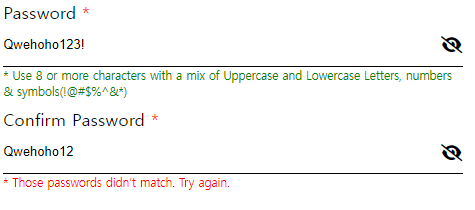 Password *
Qwehoho123!
* Use 8 or more characters with a mix of Uppercase and Lowercase Letters, numbers
& symbols(!@#$%^&*)
Confirm Password *
Qwehoho12
* Those passwords didn't match. Try again.